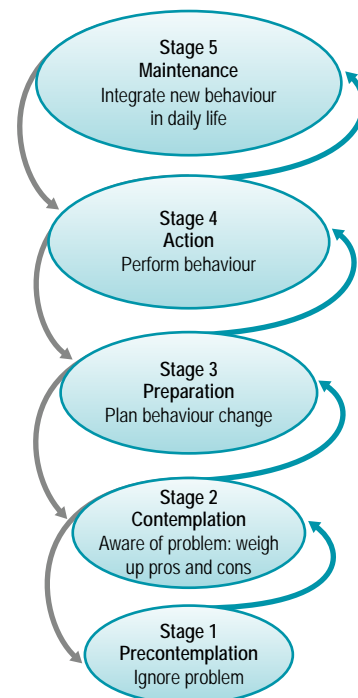 Stage 5
Maintenance
Integrate new behaviour
in daily life
Stage 4
Action
Perform behaviour
Stage 3
Preparation
Plan behaviour change
Stage 2
Contemplation
Aware of problem: weigh
up pros and cons
Stage 1
Precontemplation
Ignore problem